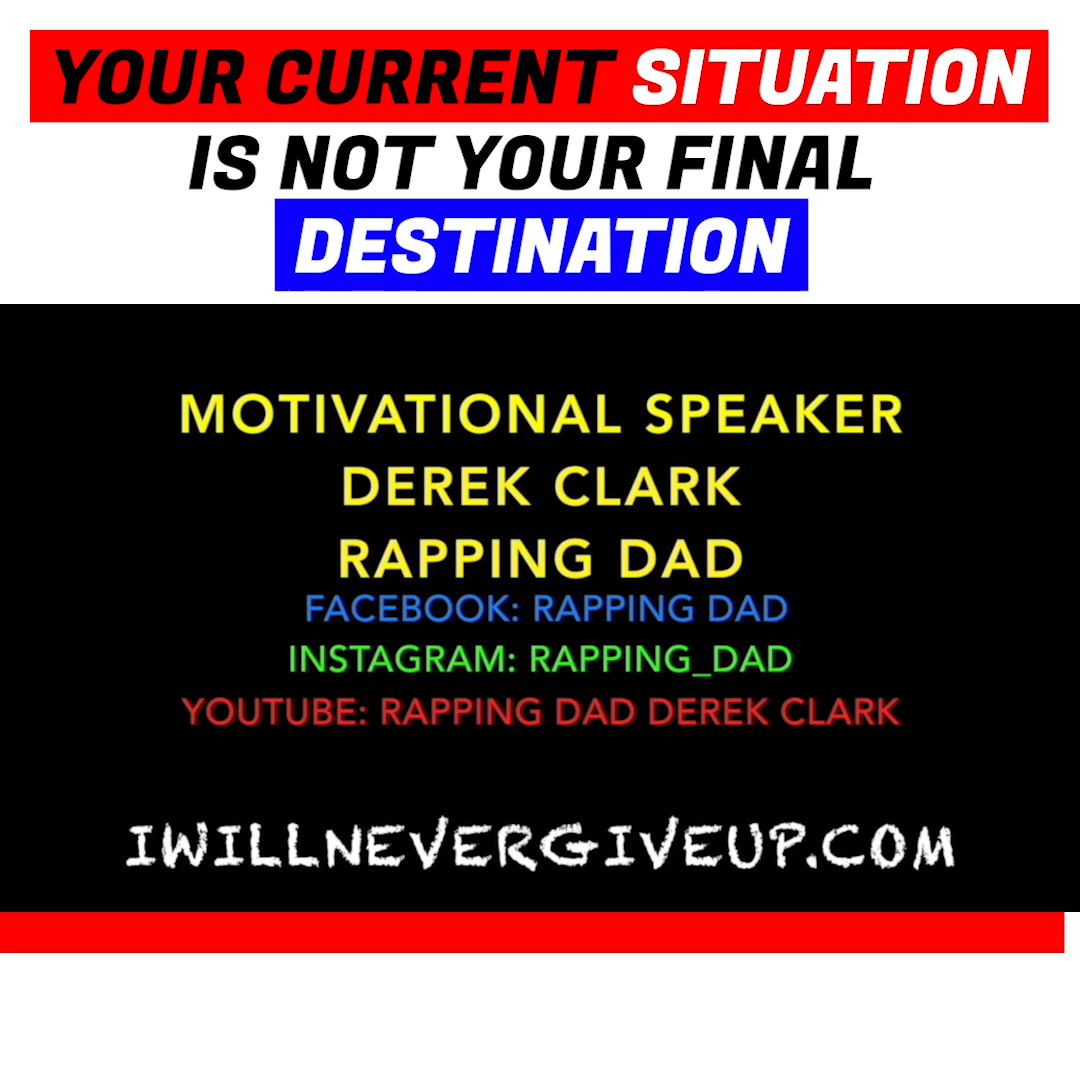 YOUR CURRENT SITUATION
IS NOT YOUR FINAL
DESTINATION
MOTIVATIONAL SPEAKER
DEREK CLARK
RAPPING DAD
FACEBOOK: RAPPING DAD
INSTAGRAM: RAPPING_DAD
YOUTUBE: RAPPING DAD DEREK CLARK
IWILLNEVERGIVEUP.COM